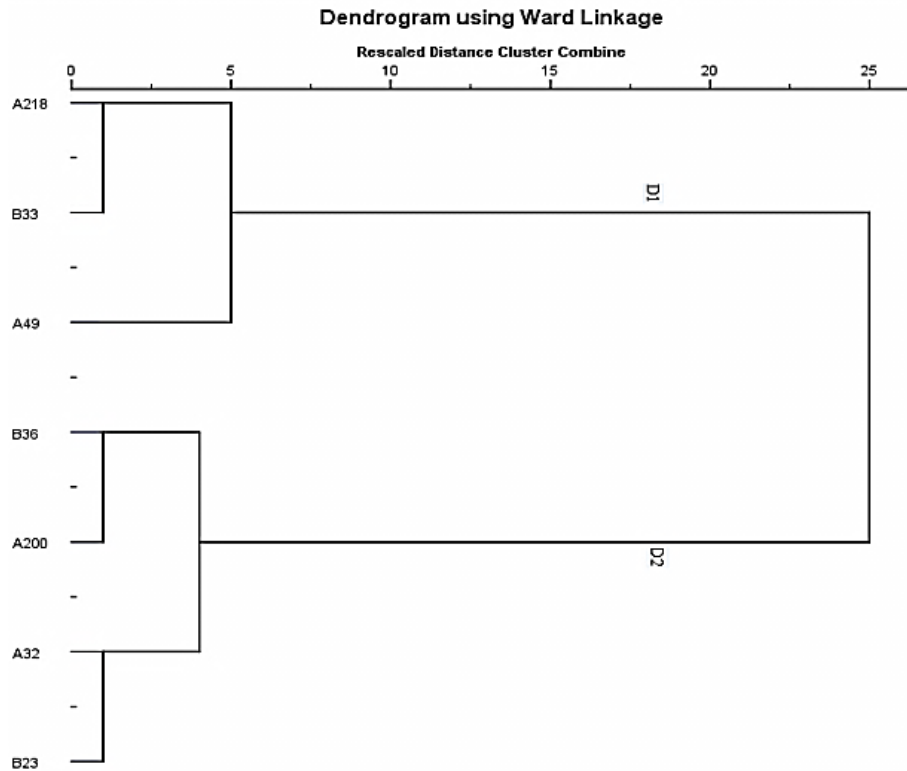 Dendrogram using Ward Linkage
Rescaled Distance Cluster Combine
0 5 10 15 20 25
A218
D1
B33
A49
B36
A200
D2
A32
B23